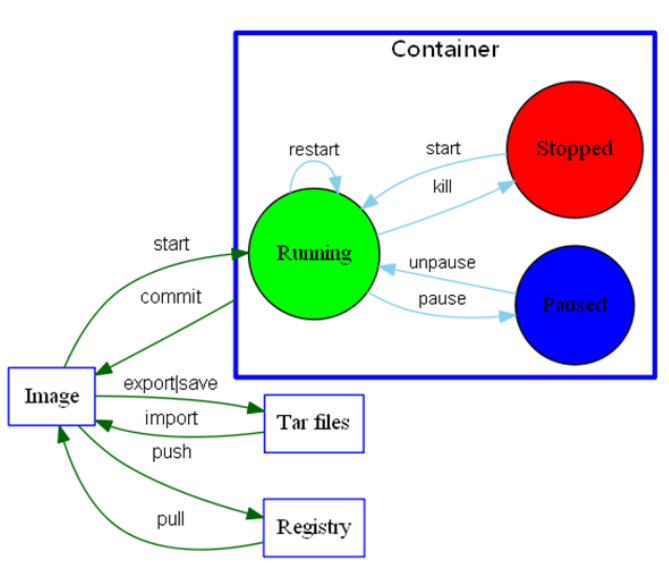 Container
restart
start
Stopped
kill
start
Running
unpause
commit
pause
Paused
Image
export|save
import
Tar files
push
pull
Registry